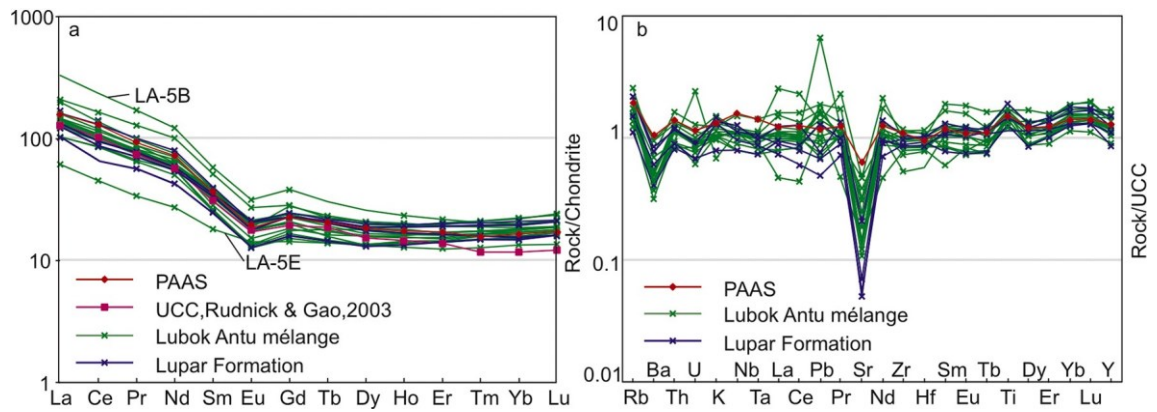 a
1000
100
10
1
LA-5B
LA-5E
PAAS
UCC,Rudnick & Gao,2003
Lubok Antu mélange
Lupar Formation
La Ce Pr Nd Sm Eu Gd Tb Dy Ho Er Tm Yb Lu
Rock/Chondrite
b
10
1
0.1
0.01
PAAS
Lubok Antu mélange
Lupar Formation
Ba U Nb La Pb Sr Zr Sm Tb Dy Yb Y
Rb Th K Ta Ce Pr Nd Hf Eu Ti Er Lu
Rock/UCC